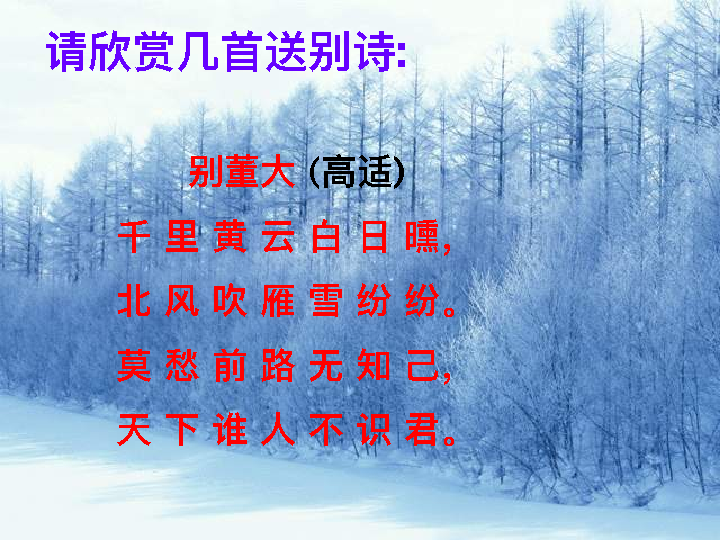 请欣赏几首送别诗:
别董大 (高适)
千 里 黄 云 白 日 曛,
北 风 吹 雁 雪 纷 纷。
莫 愁 前 路 无 知 己,
天 下 谁 人 不 识 君。